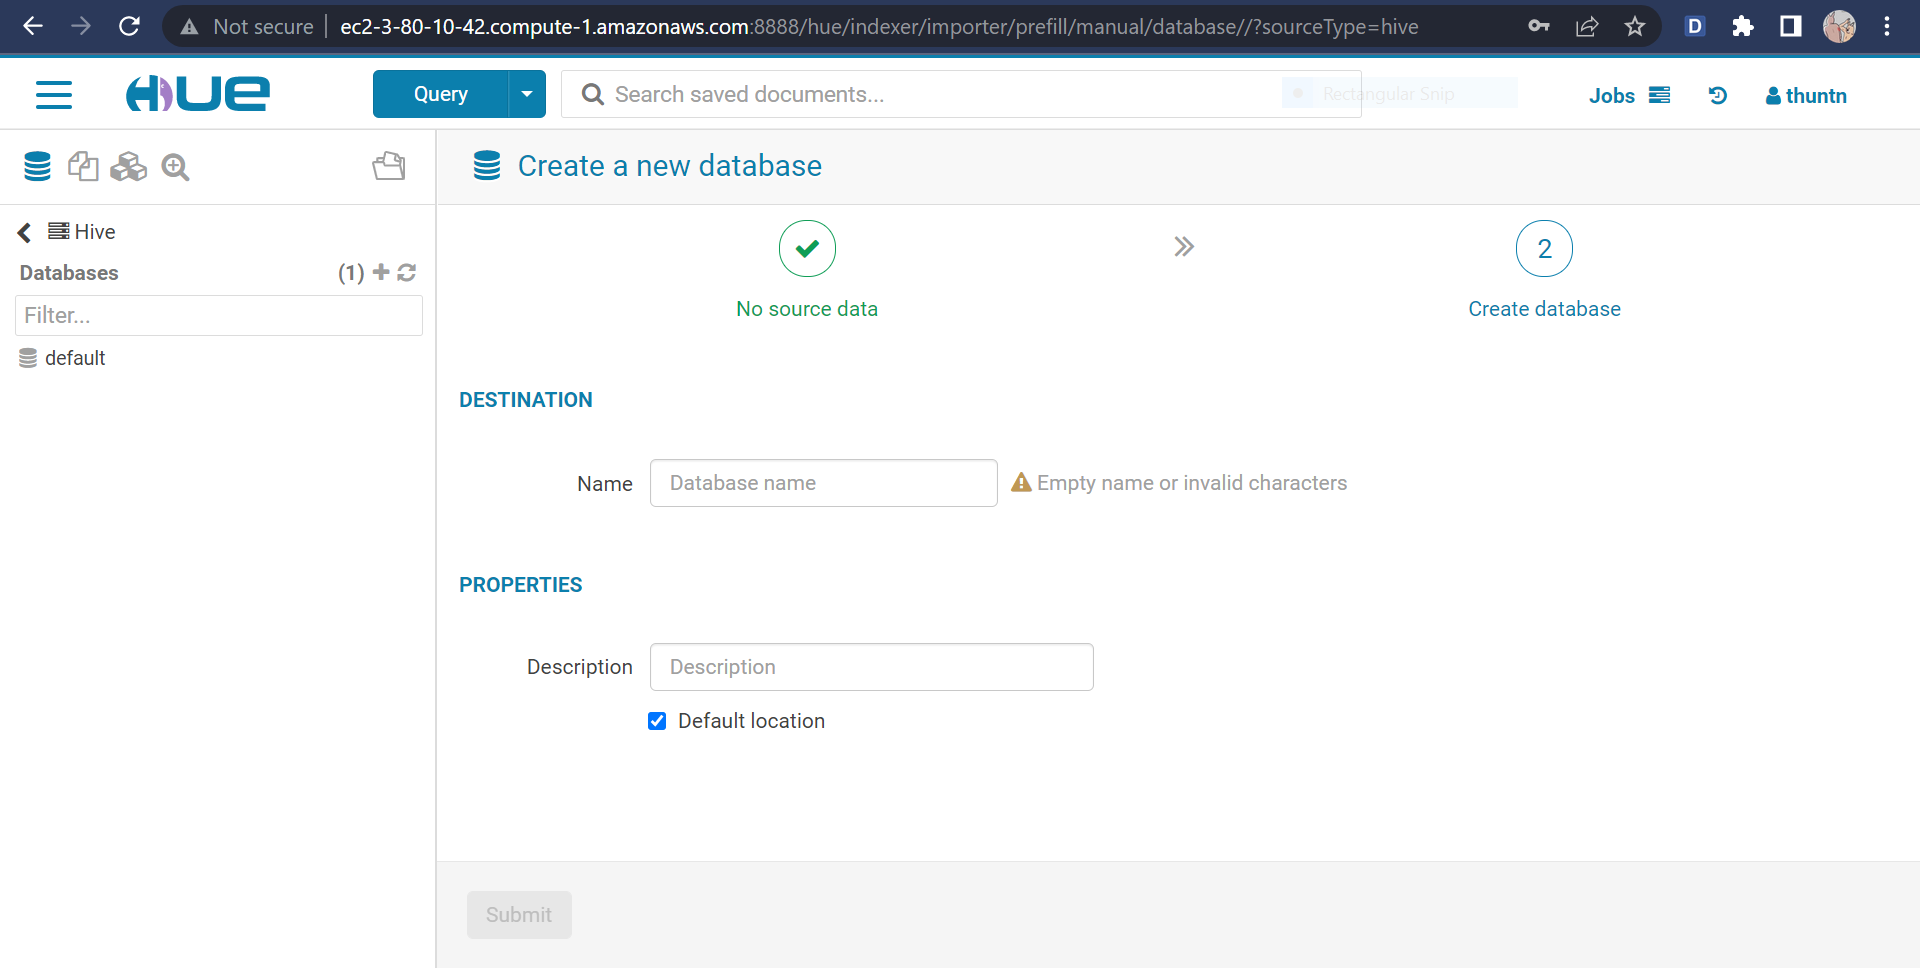 Not secure | ec2-3-80-10-42.compute-1.amazonaws.com:8888/hue/indexer/importer/prefill/manual/database//?sourceType=hive
D
HUE
Query
Search saved documents...
Rectangular Snip
Jobs
thuntn
Create a new database
Hive
Databases
(1)
Filter...
default
2
No source data
Create database
DESTINATION
Name
Database name
Empty name or invalid characters
PROPERTIES
Description
Description
Default location
Submit